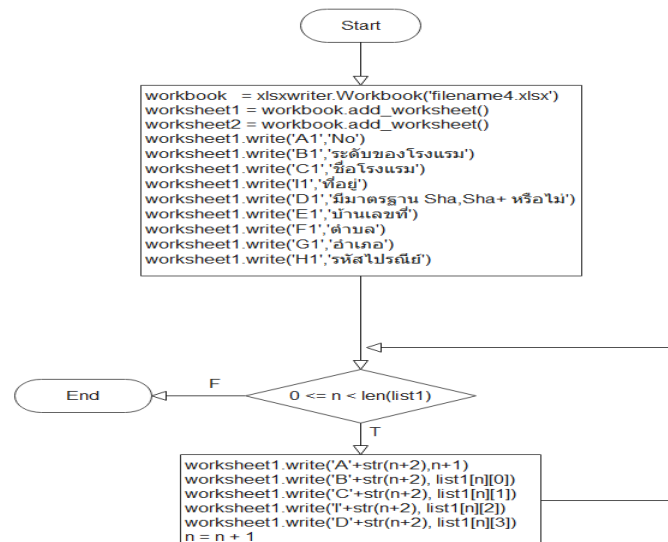 Start
workbook = xlsxwriter.Workbook('filename4.xlsx')
worksheet1 = workbook.add_worksheet()
worksheet2 = workbook.add_worksheet()
worksheet1.write('A1','No')
worksheet1.write('B1','ระดับของโรงแรม')
worksheet1.write('C1','ชื่อโรงแรม')
worksheet1.write('I1','ที่อยู่')
worksheet1.write('D1','มีมาตรฐาน Sha,Sha+ หรือไม่')
worksheet1.write('E1','บ้านเลขที่')
worksheet1.write('F1','ตำบล')
worksheet1.write('G1','อำเภอ')
worksheet1.write('H1','รหัสไปรณีย์')
0 <= n < len(list1)
F
End
T
worksheet1.write('A'+str(n+2),n+1)
worksheet1.write('B'+str(n+2), list1[n][0])
worksheet1.write('C'+str(n+2), list1[n][1])
worksheet1.write('I'+str(n+2), list1[n][2])
worksheet1.write('D'+str(n+2), list1[n][3])
n = n + 1